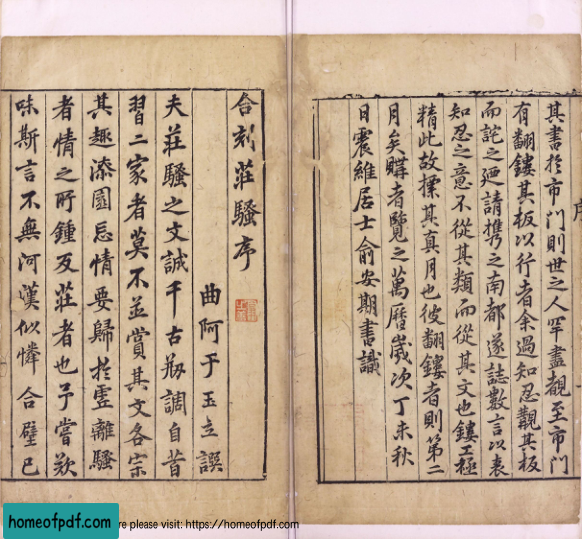 序
其書於市門則世之人罕盡覩至市門
有翻鏤其板以行者余過知忍觀其板
而詫之廼請携之南都遂誌數言以表
知忍之意不從其類而從其文也鏤工極
精此故標其真月也彼翻鏤者則第二
月矣購者覽之萬曆歲次丁未秋
日震維居士俞安期書識
合刻莊騷序
曲阿于玉立譔
夫莊騷之文誠千古刱調自昔
習二家者莫不並賞其文各宗
其趣漆園忘情要歸於虛離騷
者情之所鍾反莊者也予嘗歎
味斯言不無河漢似憐合璧已
homeofpdf.com
re please visit: https://homeofpdf.com